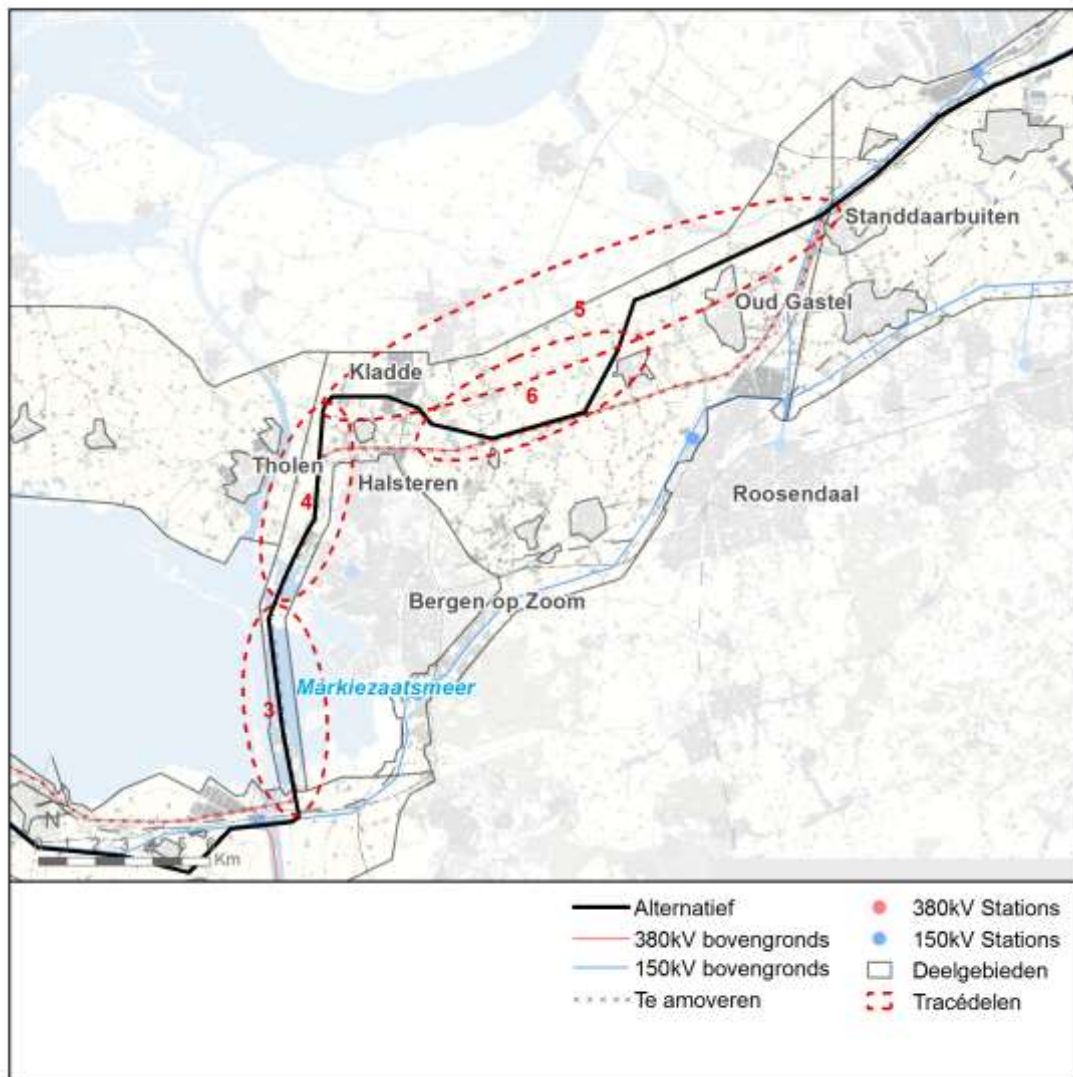 Standdaarbuiten
5
Oud Gastel
Kladde
6
Tholen
Halsteren
4
Roosendaal
Bergen op Zoom
Markiezaatsmeer
3
N
Km
Alternatief
380kV bovengronds
150kV bovengronds
Te amoveren
380kV Stations
150kV Stations
Deelgebieden
Tracédelen